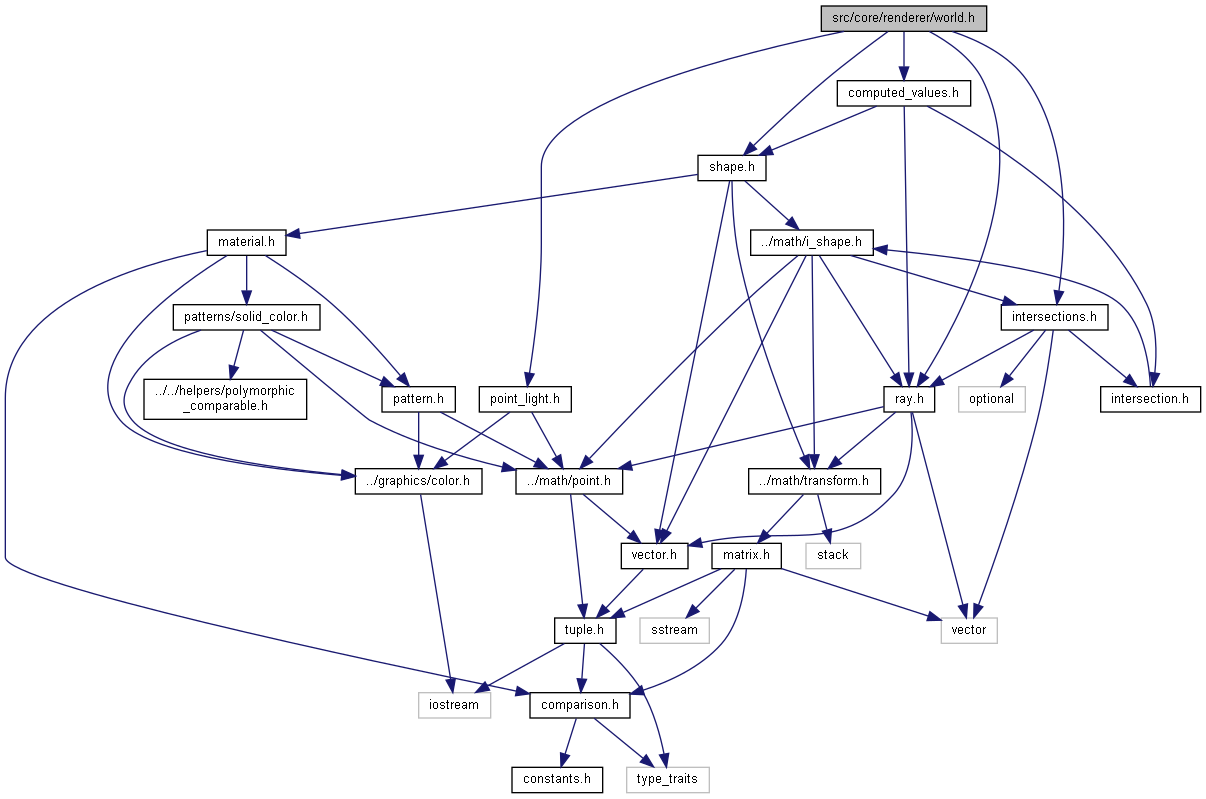 src/core/renderer/world.h
computed_values.h
shape.h
material.h
../math/i_shape.h
patterns/solid_color.h
intersections.h
../../helpers/polymorphic
_comparable.h
pattern.h
point_light.h
ray.h
optional
intersection.h
../graphics/color.h
../math/point.h
../math/transform.h
vector.h
matrix.h
stack
tuple.h
sstream
vector
iostream
comparison.h
constants.h
type_traits